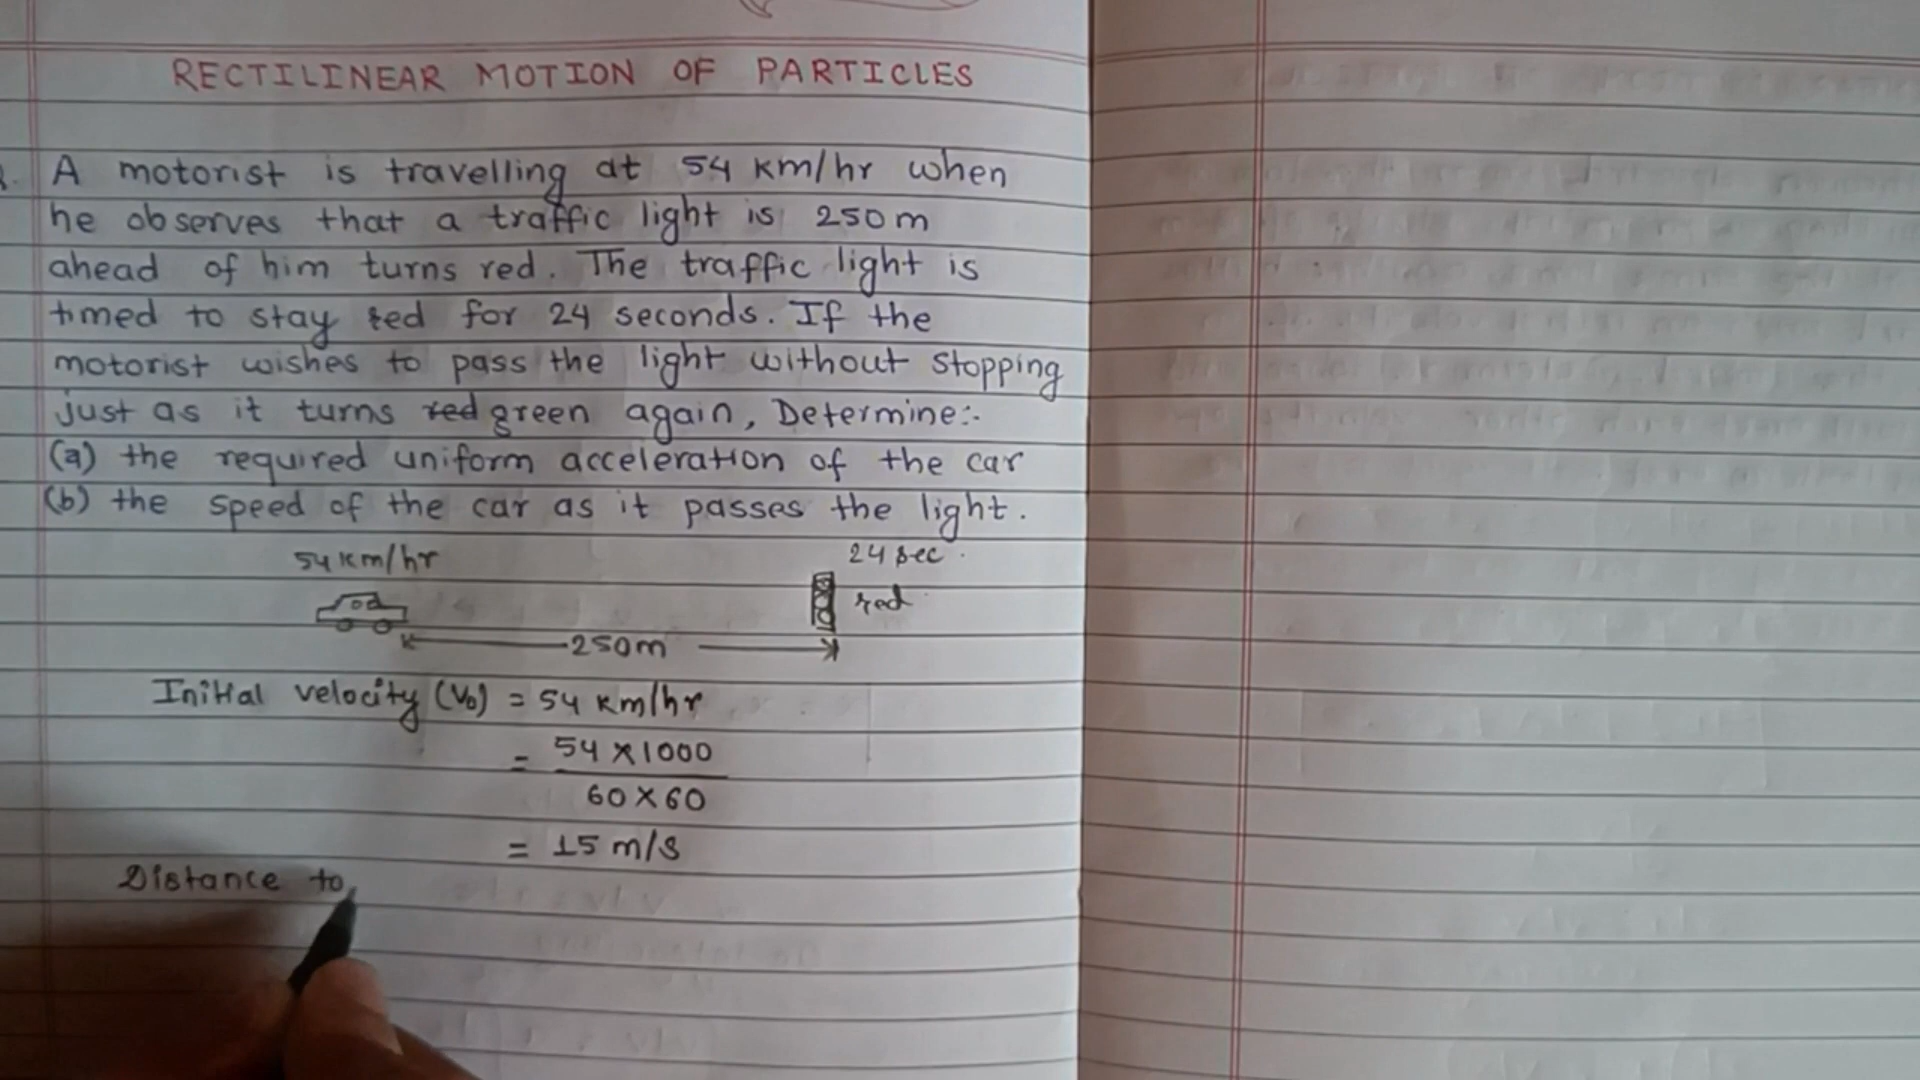 RECTILINEAR MOTION OF PARTICLES
A motorist is travelling at 54 km/hr when
he observes that a traffic light is 250m
ahead of him turns red. The traffic light is
timed to stay red for 24 seconds. If the
motorist wishes to pass the light without stopping
just as it turns red green again, Determine:-
(a) the required uniform acceleration of the car
(b) the speed of the car as it passes the light.
54 km/hr
24 sec
red
250m
Initial velocity (V₀) = 54 km/hr
= 54 × 1000
60 × 60
= 15 m/s
Distance to